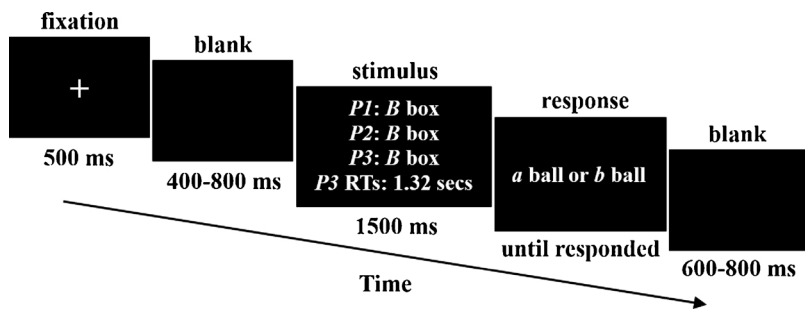 fixation
+
500 ms
blank
400-800 ms
stimulus
P1: B box
P2: B box
P3: B box
P3 RTs: 1.32 secs
1500 ms
response
a ball or b ball
until responded
blank
600-800 ms
Time